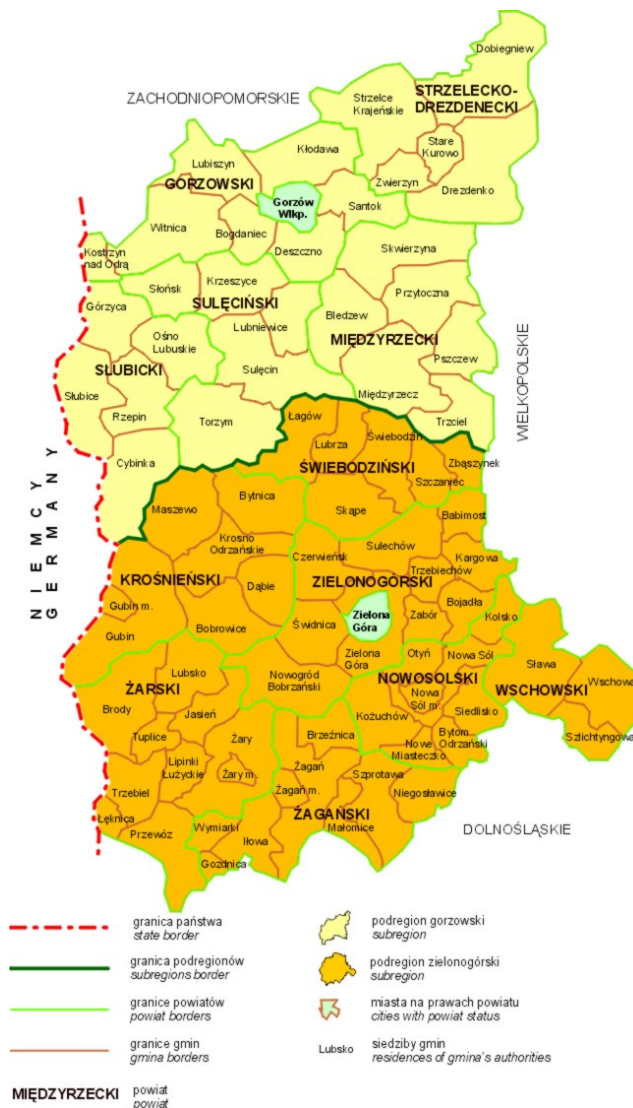 Dobiegniew
ZACHODNIOPOMORSKIE
Strzelce
Krajeńskie
STRZELECKO-
DREZDENECKI
Kłodawa
Stare
Kurowo
Lubiszyn
GORZOWSKI
Zwierzyn
Drezdenko
Gorzów
Wlkp.
Santok
Witnica
Bogdaniec
Deszczno
Skwierzyna
Kostrzyn
nad Odrą
Słońsk
Krzeszyce
SULĘCIŃSKI
Przytoczna
Górzyca
Bledzew
Lubniewice
MIĘDZYRZECKI
Ośno
Lubuskie
Pszczew
SŁUBICKI
Sulęcin
Słubice
Międzyrzecz
WIELKOPOLSKIE
Rzepin
Torzym
Łagów
Trzciel
Lubrza
Świebodzin
Cybinka
ŚWIEBODZIŃSKI
Zbąszynek
Szczaniec
Bytnica
Maszewo
Skąpe
Babimost
NIEMCY
GERMANY
Krosno
Odrzańskie
Czerwieńsk
Sulechów
Kargowa
KROŚNIEŃSKI
Dąbie
ZIELONOGÓRSKI
Trzebiechów
Gubin m.
Bojadła
Kolsko
Zabór
Zielona
Góra
Świdnica
Gubin
Bobrowice
Zielona
Góra
Otyń
Nowa Sól
Sława
Wschowa
Lubsko
Nowogród
Bobrzański
NOWOSOLSKI
ŻARSKI
WSCHOWSKI
Brody
Nowa
Sól m.
Siedlisko
Jasień
Kożuchów
Szlichtyngowa
Tuplice
Żary
Brzeźnica
Bytom
Odrzański
Nowe
Miasteczko
Lipinki
Łużyckie
Żary m.
Żagań
Szprotawa
Trzebiel
Żagań m.
Niegosławice
Łęknica
Przewóz
Wymiarki
Iłowa
ŻAGAŃSKI
Małomice
DOLNOŚLĄSKIE
Gozdnica
granica państwa
state border
granica podregionów
subregions border
granice powiatów
powiat borders
granice gmin
gmina borders
MIĘDZYRZECKI
powiat
powiat
podregion gorzowski
subregion
podregion zielonogórski
subregion
miasta na prawach powiatu
cities with powiat status
Lubsko
siedziby gmin
residences of gmina's authorities